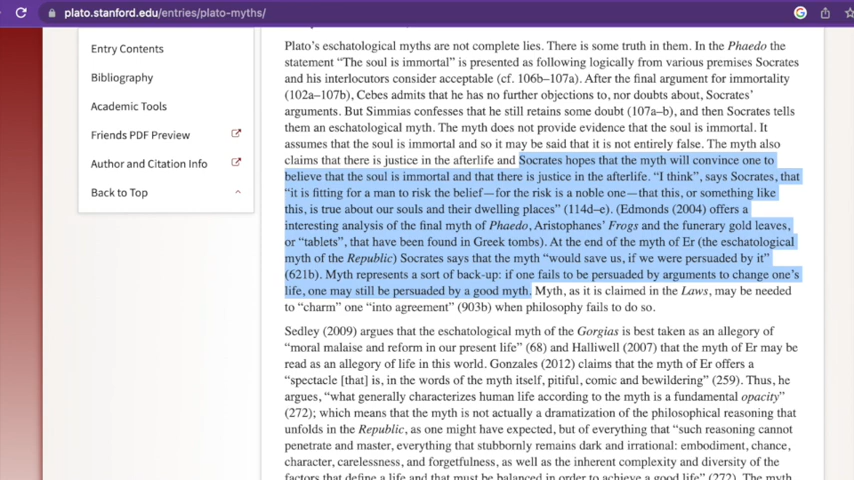 plato.stanford.edu/entries/plato-myths/
Entry Contents
Bibliography
Academic Tools
Friends PDF Preview
Author and Citation Info
Back to Top
Plato's eschatological myths are not complete lies. There is some truth in them. In the Phaedo the
statement “The soul is immortal” is presented as following logically from various premises Socrates
and his interlocutors consider acceptable (cf. 106b–107a). After the final argument for immortality
(102a–107b), Cebes admits that he has no further objections to, nor doubts about, Socrates'
arguments. But Simmias confesses that he still retains some doubt (107a–b), and then Socrates tells
them an eschatological myth. The myth does not provide evidence that the soul is immortal. It
assumes that the soul is immortal and so it may be said that it is not entirely false. The myth also
claims that there is justice in the afterlife and Socrates hopes that the myth will convince one to
believe that the soul is immortal and that there is justice in the afterlife. “I think”, says Socrates, that
“it is fitting for a man to risk the belief—for the risk is a noble one—that this, or something like
this, is true about our souls and their dwelling places” (114d–e). (Edmonds (2004) offers a
interesting analysis of the final myth of Phaedo, Aristophanes' Frogs and the funerary gold leaves,
or “tablets”, that have been found in Greek tombs). At the end of the myth of Er (the eschatological
myth of the Republic) Socrates says that the myth “would save us, if we were persuaded by it”
(621b). Myth represents a sort of back-up: if one fails to be persuaded by arguments to change one's
life, one may still be persuaded by a good myth. Myth, as it is claimed in the Laws, may be needed
to “charm” one “into agreement” (903b) when philosophy fails to do so.
Sedley (2009) argues that the eschatological myth of the Gorgias is best taken as an allegory of
“moral malaise and reform in our present life” (68) and Halliwell (2007) that the myth of Er may be
read as an allegory of life in this world. Gonzales (2012) claims that the myth of Er offers a
“spectacle [that] is, in the words of the myth itself, pitiful, comic and bewildering” (259). Thus, he
argues, “what generally characterizes human life according to the myth is a fundamental opacity”
(272); which means that the myth is not actually a dramatization of the philosophical reasoning that
unfolds in the Republic, as one might have expected, but of everything that “such reasoning cannot
penetrate and master, everything that stubbornly remains dark and irrational: embodiment, chance,
character, carelessness, and forgetfulness, as well as the inherent complexity and diversity of the
factors that define a life and that must be balanced in order to achieve a good life” (272). The myth